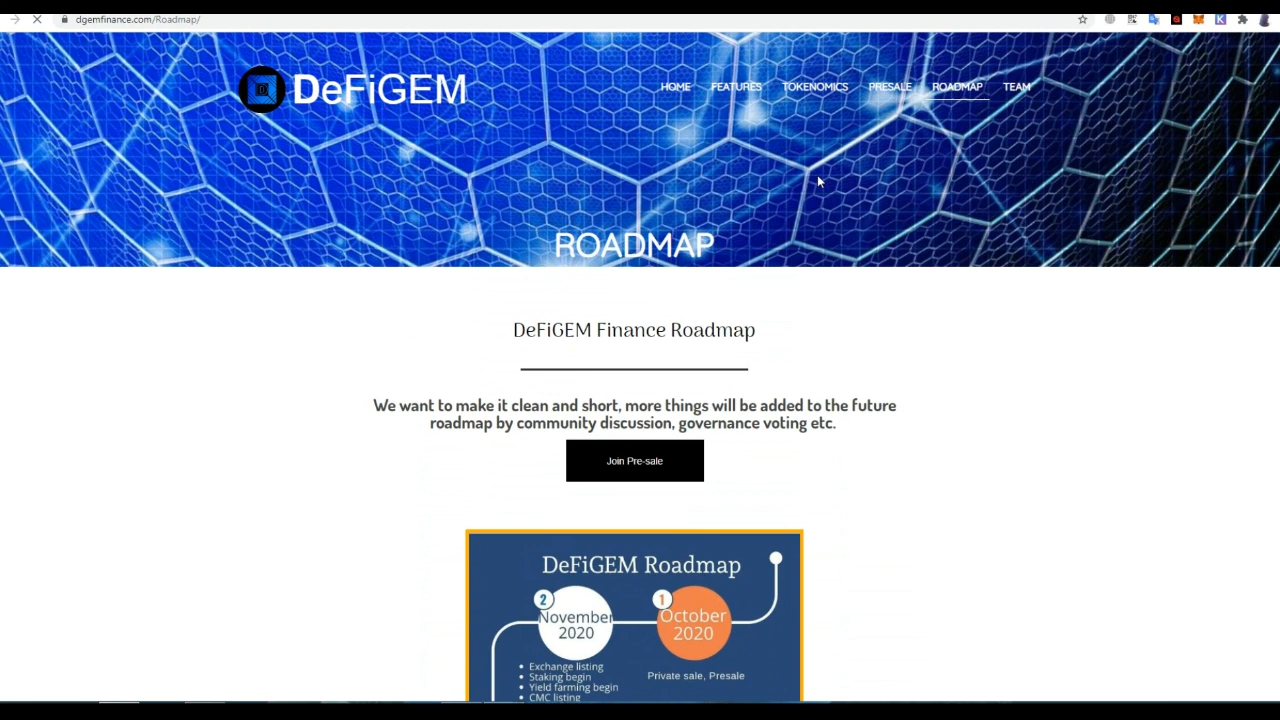 dgemfinance.com/Roadmap/
DeFiGEM
HOME FEATURES TOKENOMICS PRESALE ROADMAP TEAM
ROADMAP
DeFiGEM Finance Roadmap
We want to make it clean and short, more things will be added to the future
roadmap by community discussion, governance voting etc.
Join Pre-sale
DeFiGEM Roadmap
2
November
2020
1
October
2020
• Exchange listing
• Staking begin
• Yield farming begin
• CMC listing
Private sale, Presale